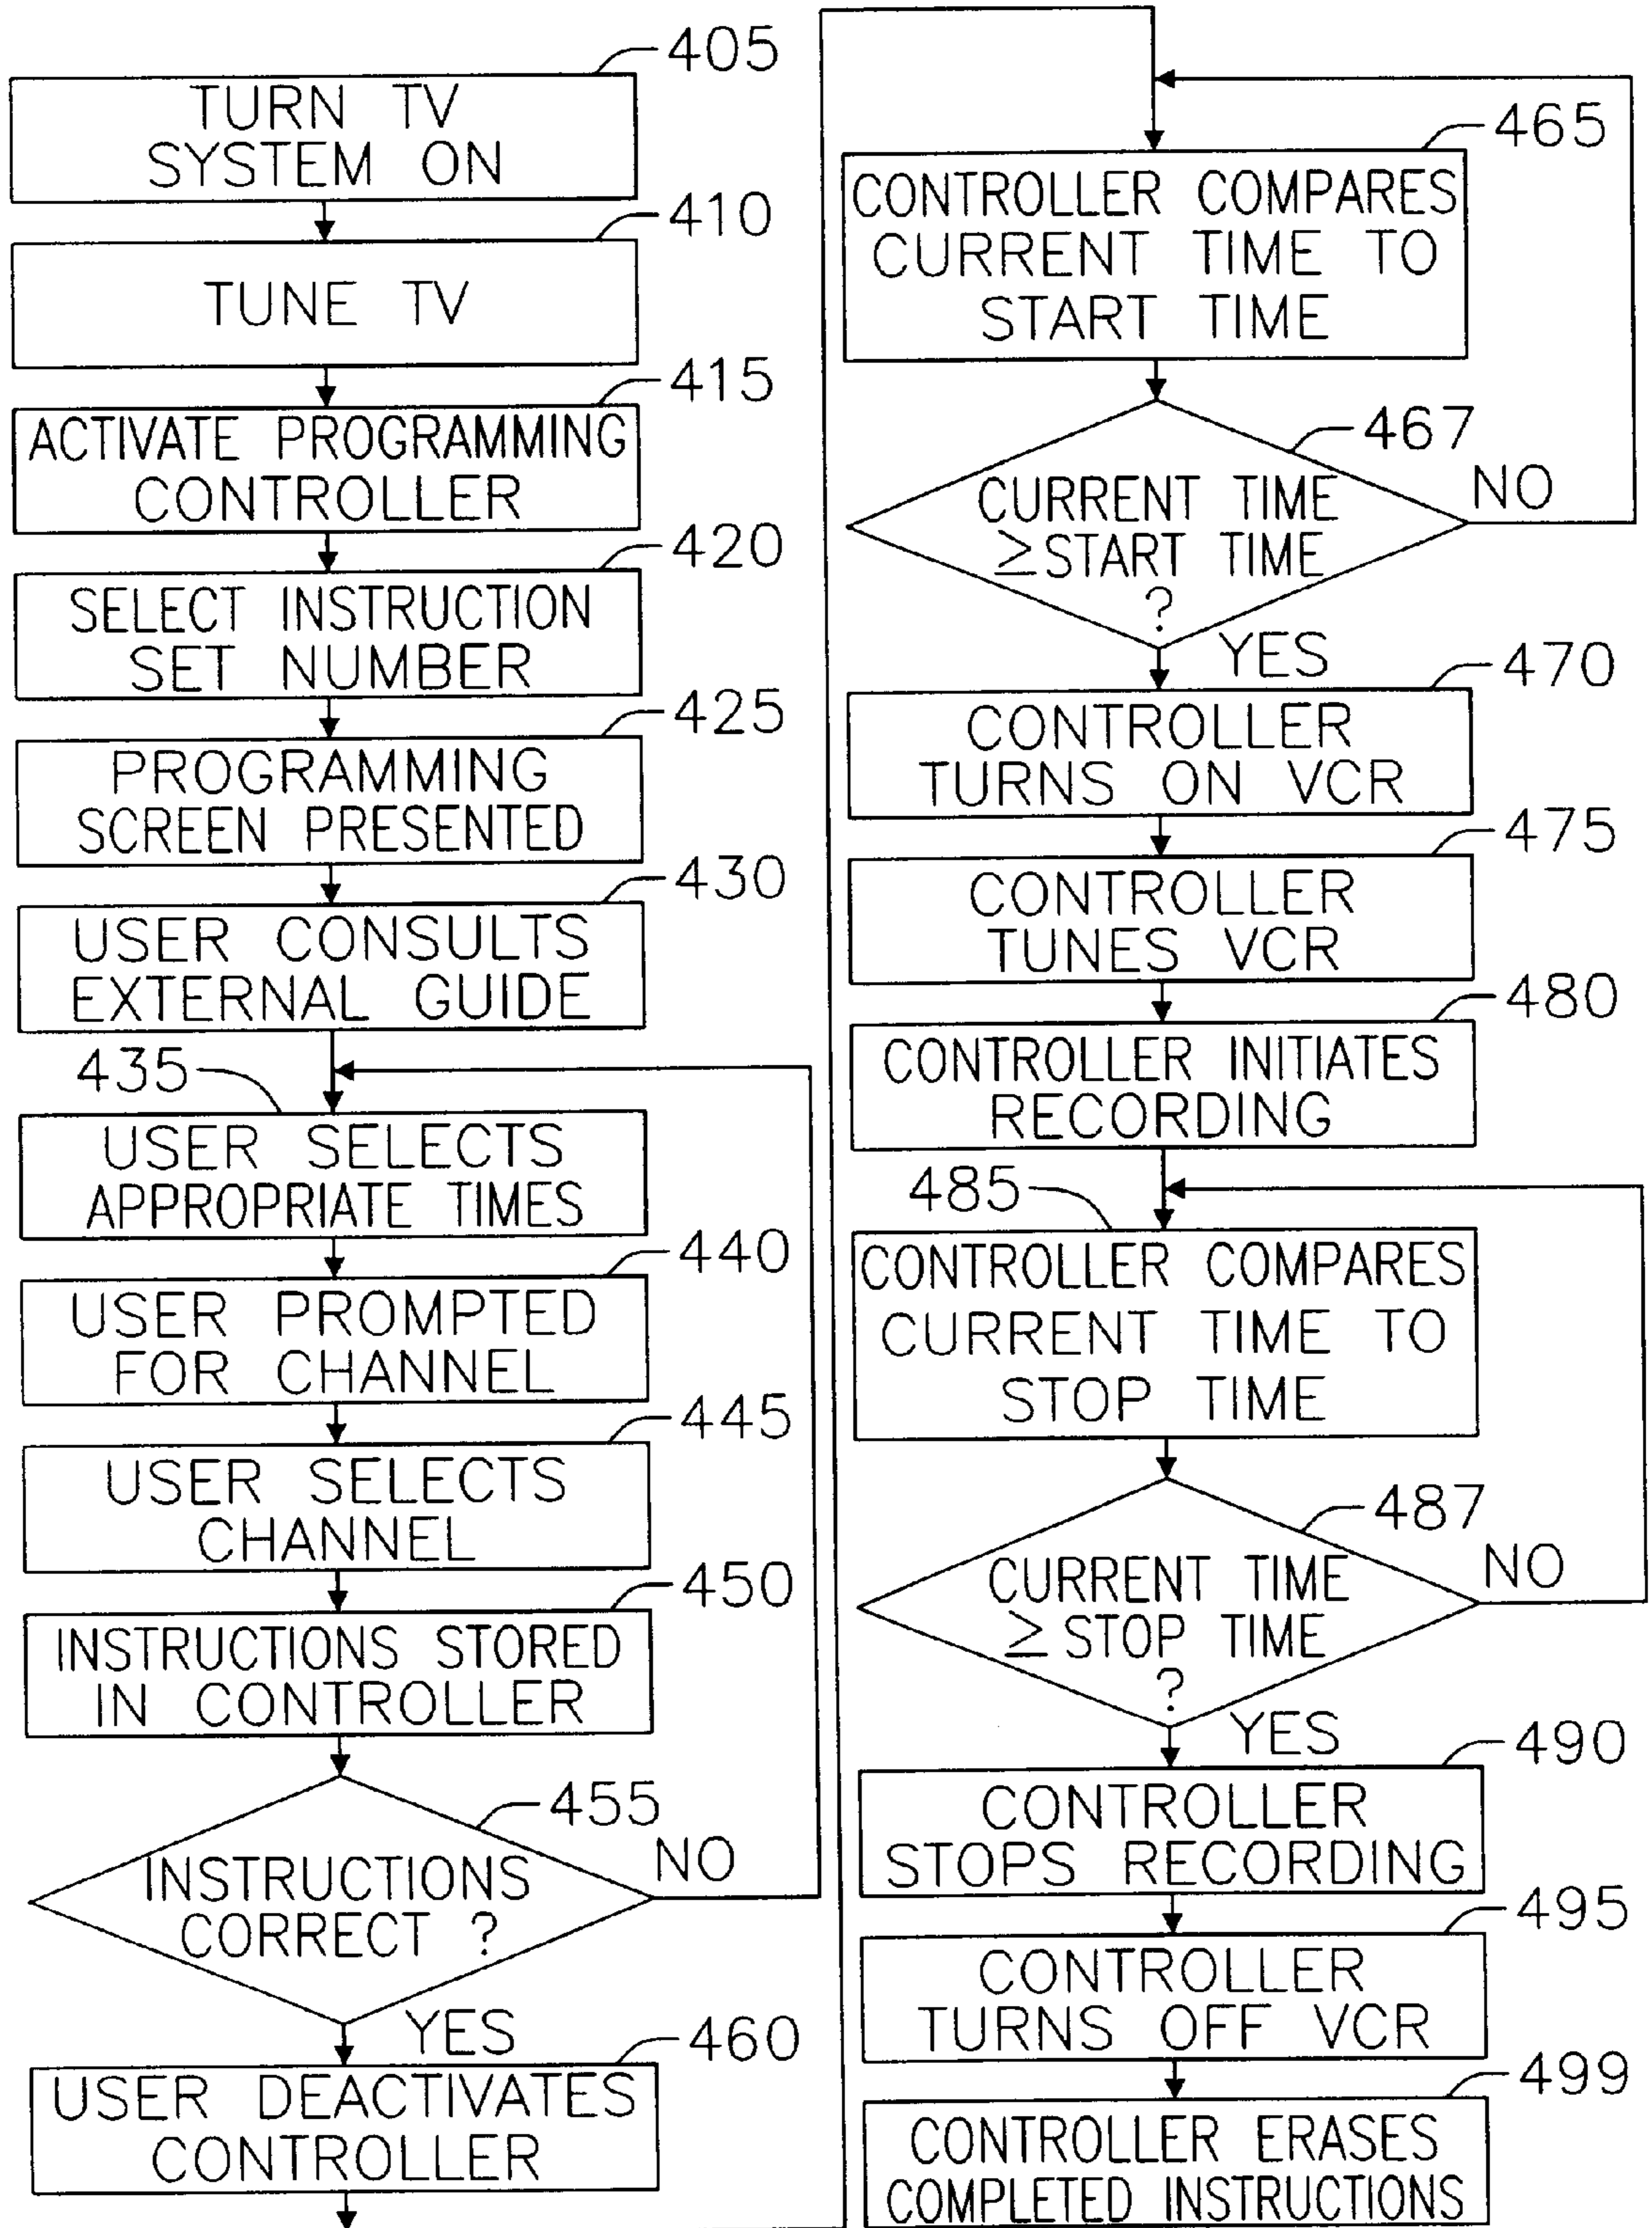 405
TURN TV
SYSTEM ON
410
TUNE TV
415
ACTIVATE PROGRAMMING
CONTROLLER
420
SELECT INSTRUCTION
SET NUMBER
425
PROGRAMMING
SCREEN PRESENTED
430
USER CONSULTS
EXTERNAL GUIDE
435
USER SELECTS
APPROPRIATE TIMES
440
USER PROMPTED
FOR CHANNEL
445
USER SELECTS
CHANNEL
450
INSTRUCTIONS STORED
IN CONTROLLER
455
INSTRUCTIONS
CORRECT ?
NO
YES
460
USER DEACTIVATES
CONTROLLER
465
CONTROLLER COMPARES
CURRENT TIME TO
START TIME
467
CURRENT TIME
≥START TIME
?
NO
YES
470
CONTROLLER
TURNS ON VCR
475
CONTROLLER
TUNES VCR
480
CONTROLLER INITIATES
RECORDING
485
CONTROLLER COMPARES
CURRENT TIME TO
STOP TIME
487
CURRENT TIME
≥ STOP TIME
?
NO
YES
490
CONTROLLER
STOPS RECORDING
495
CONTROLLER
TURNS OFF VCR
499
CONTROLLER ERASES
COMPLETED INSTRUCTIONS